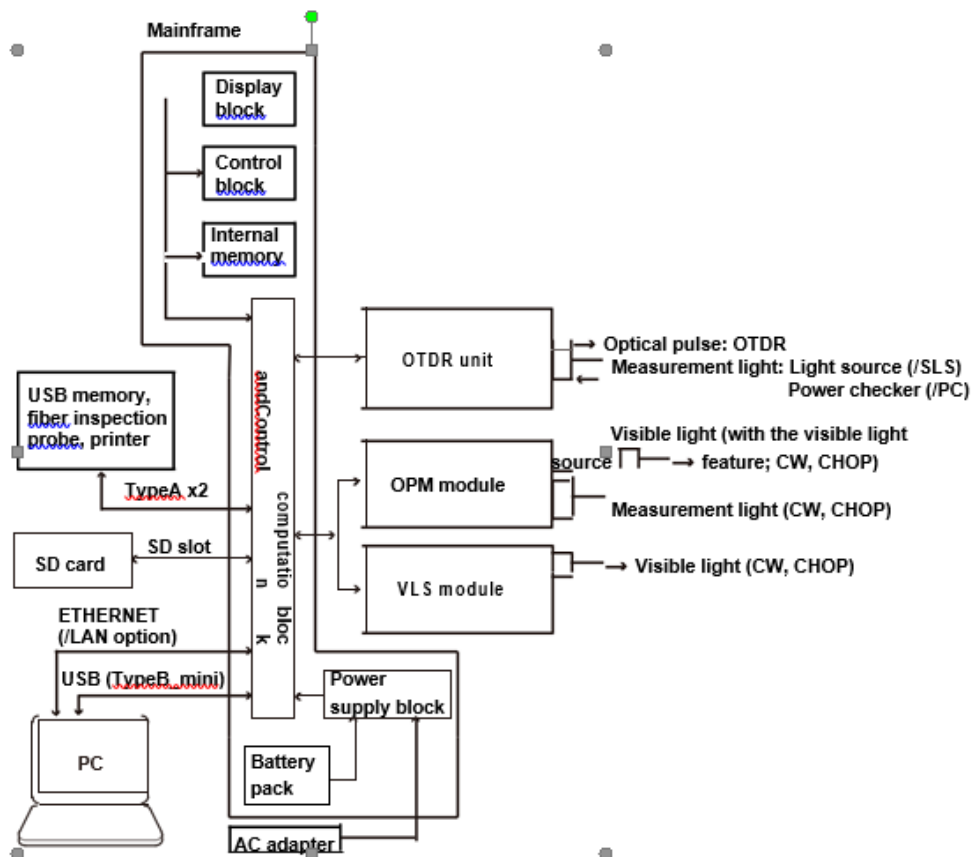 Mainframe
Display
block
Control
block
Internal
memory
OTDR unit
Optical pulse: OTDR
Measurement light: Light source (/SLS)
Power checker (/PC)
andControl
computatio
n
bloc
k
USB memory,
fiber inspection
probe, printer
TypeA x2
OPM module
Visible light (with the visible light
source
feature; CW, CHOP)
Measurement light (CW, CHOP)
SD card
SD slot
VLS module
Visible light (CW, CHOP)
ETHERNET
(/LAN option)
USB (TypeB_mini)
PC
Power
supply block
Battery
pack
AC adapter